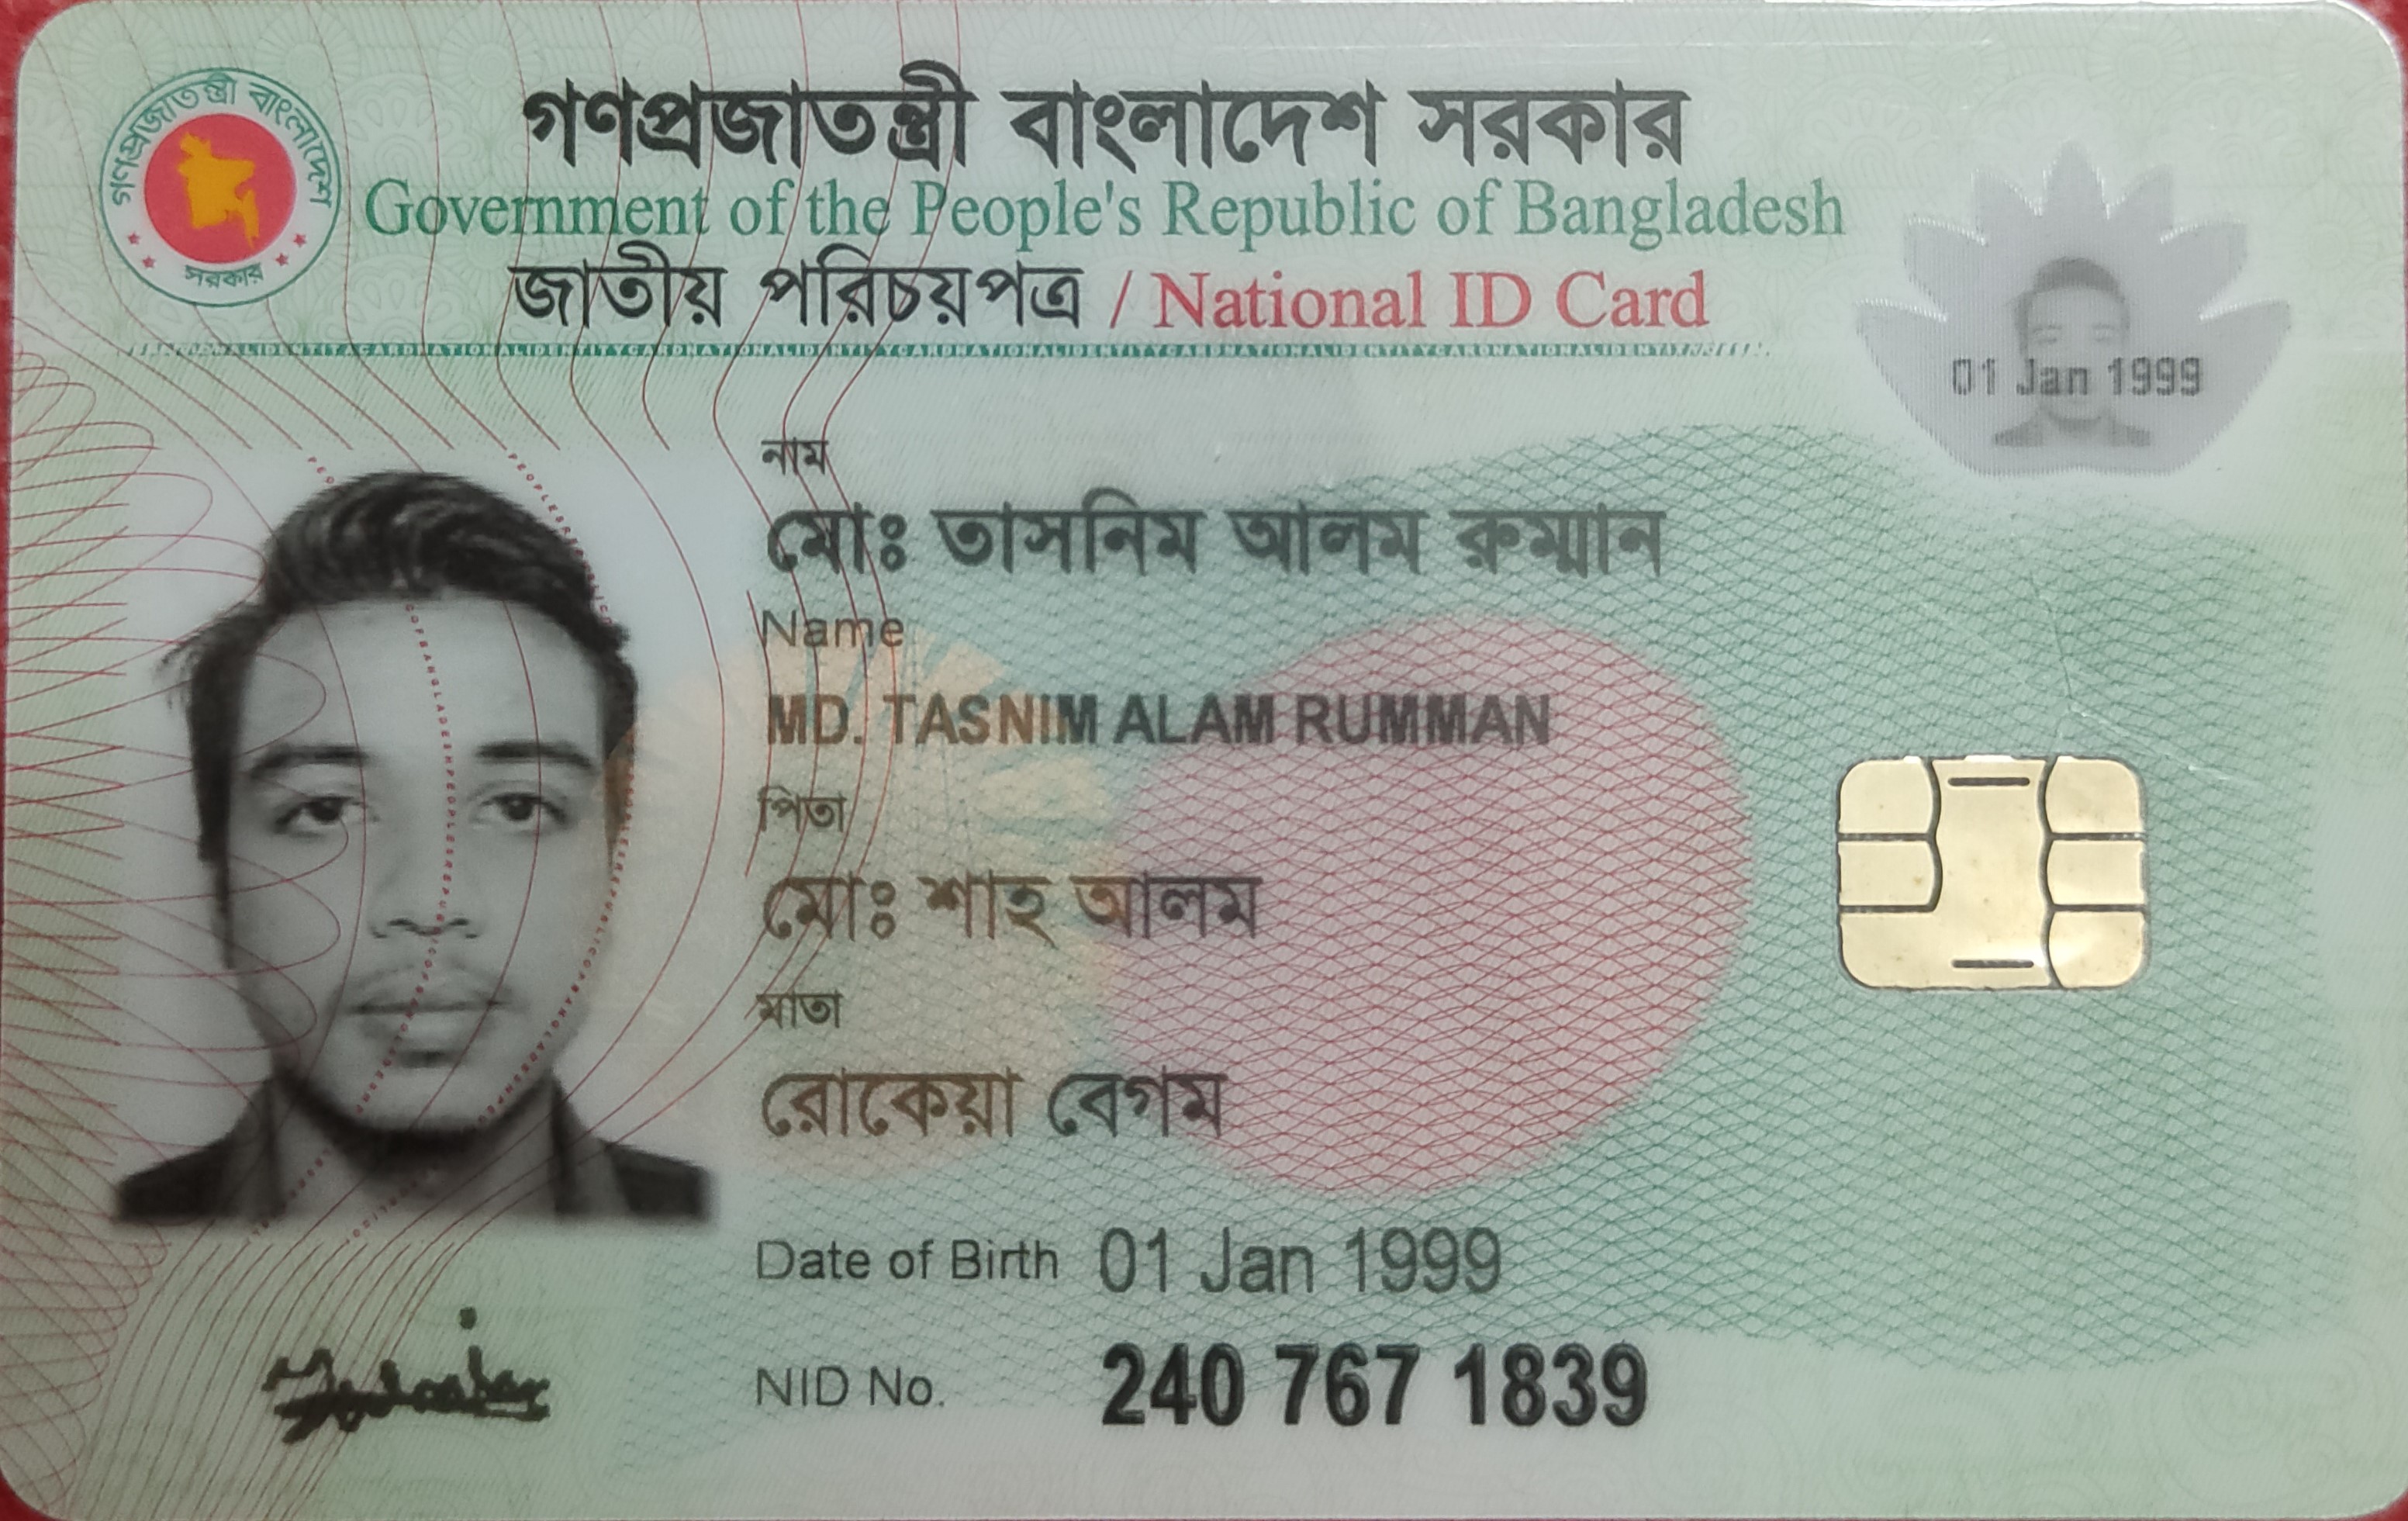 গণপ্রজাতন্ত্রী বাংলাদেশ সরকার
Government of the People's Republic of Bangladesh
জাতীয় পরিচয়পত্র / National ID Card
গণপ্রজাতন্ত্রী বাংলাদেশ
সরকার
01 Jan 1999
নাম
মোঃ তাসনিম আলম রুম্মান
Name
MD. TASNIM ALAM RUMMAN
পিতা
মোঃ শাহ আলম
মাতা
রোকেয়া বেগম
Date of Birth 01 Jan 1999
NID No. 240 767 1839